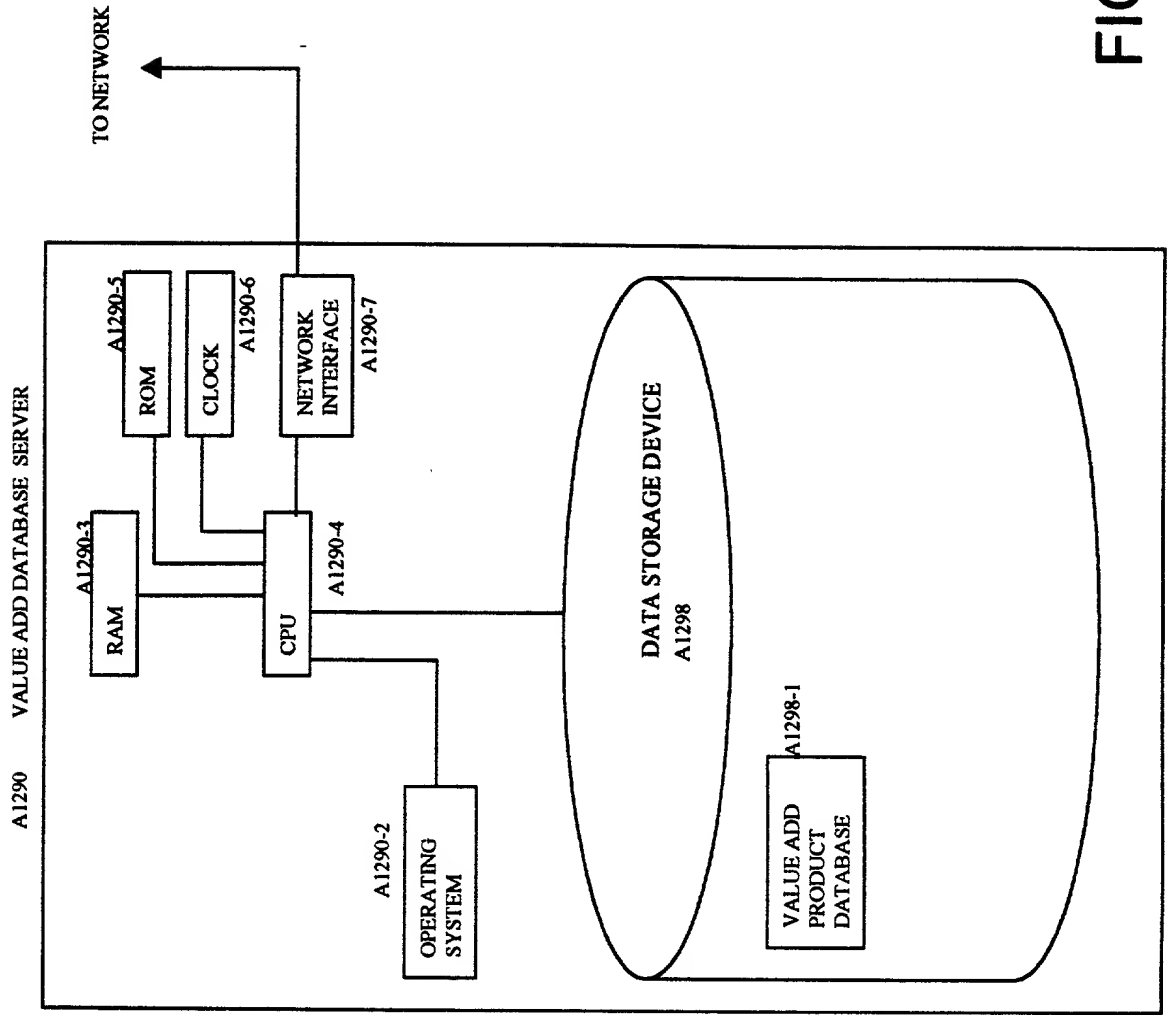 A1290 VALUE ADD DATABASE SERVER
TO NETWORK
A1290-3
RAM
A1290-5
ROM
CLOCK
A1290-6
CPU
A1290-4
NETWORK
INTERFACE
A1290-7
A1290-2
OPERATING
SYSTEM
DATA STORAGE DEVICE
A1298
A1298-1
VALUE ADD
PRODUCT
DATABASE